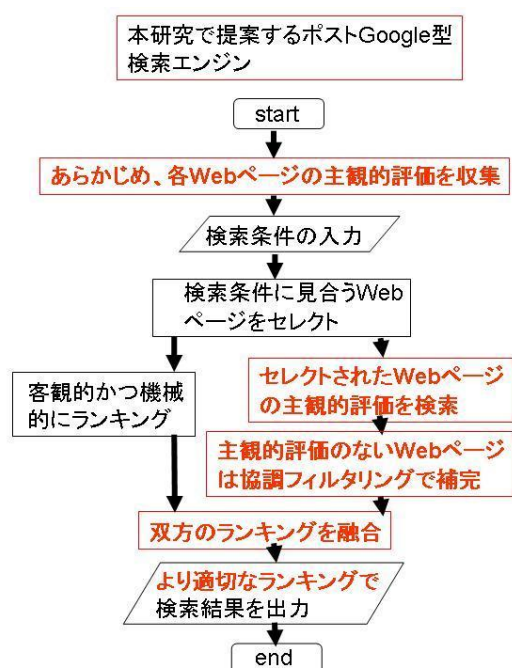 本研究で提案するポストGoogle型
検索エンジン
start
あらかじめ、各Webページの主観的評価を収集
検索条件の入力
検索条件に見合うWeb
ページをセレクト
客観的かつ機械
的にランキング
セレクトされたWebページ
の主観的評価を検索
主観的評価のないWebページ
は協調フィルタリングで補完
双方のランキングを融合
より適切なランキングで
検索結果を出力
end